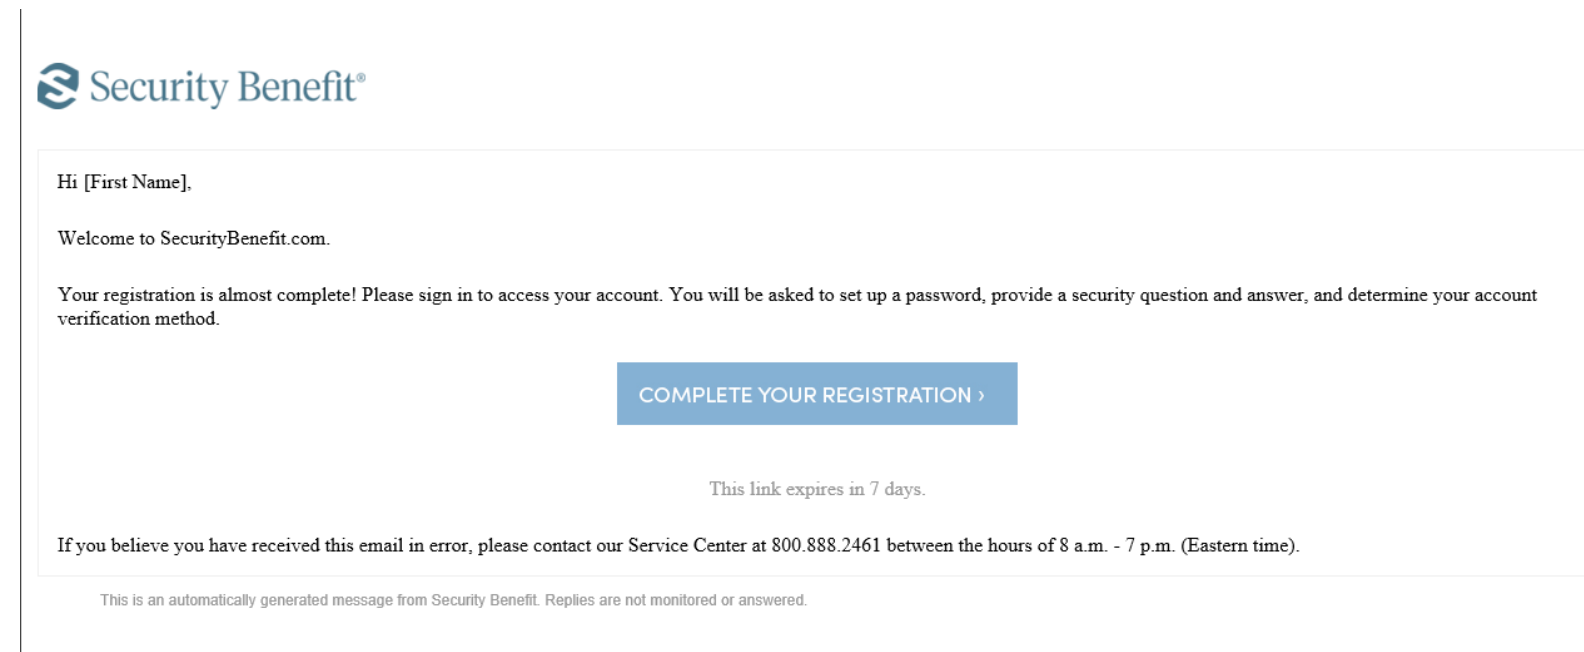 Security Benefit®
Hi [First Name],
Welcome to SecurityBenefit.com.
Your registration is almost complete! Please sign in to access your account. You will be asked to set up a password, provide a security question and answer, and determine your account
verification method.
COMPLETE YOUR REGISTRATION ›
This link expires in 7 days.
If you believe you have received this email in error, please contact our Service Center at 800.888.2461 between the hours of 8 a.m. - 7 p.m. (Eastern time).
This is an automatically generated message from Security Benefit. Replies are not monitored or answered.